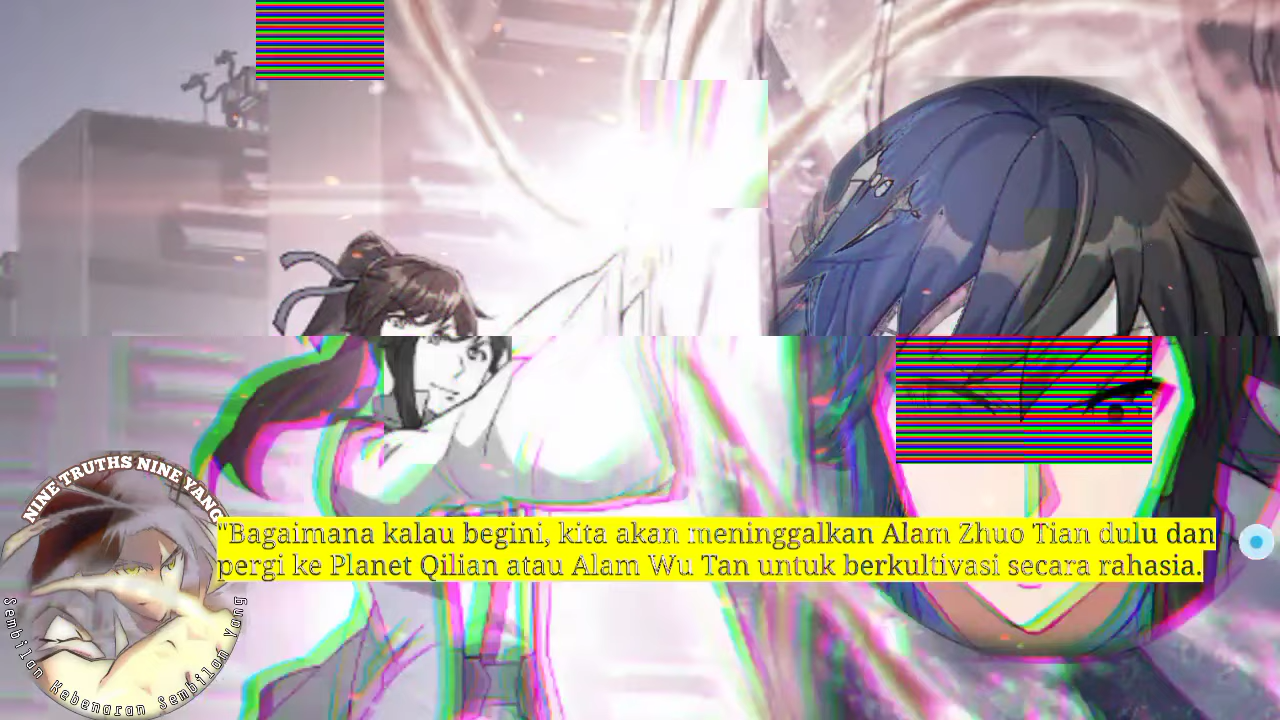 NINE TRUTHS NINE YANG
"Bagaimana kalau begini, kita akan meninggalkan Alam Zhuo Tian dulu dan
pergi ke Planet Qilian atau Alam Wu Tan untuk berkultivasi secara rahasia.
Sembilan Kebenaran Sembilan Yang